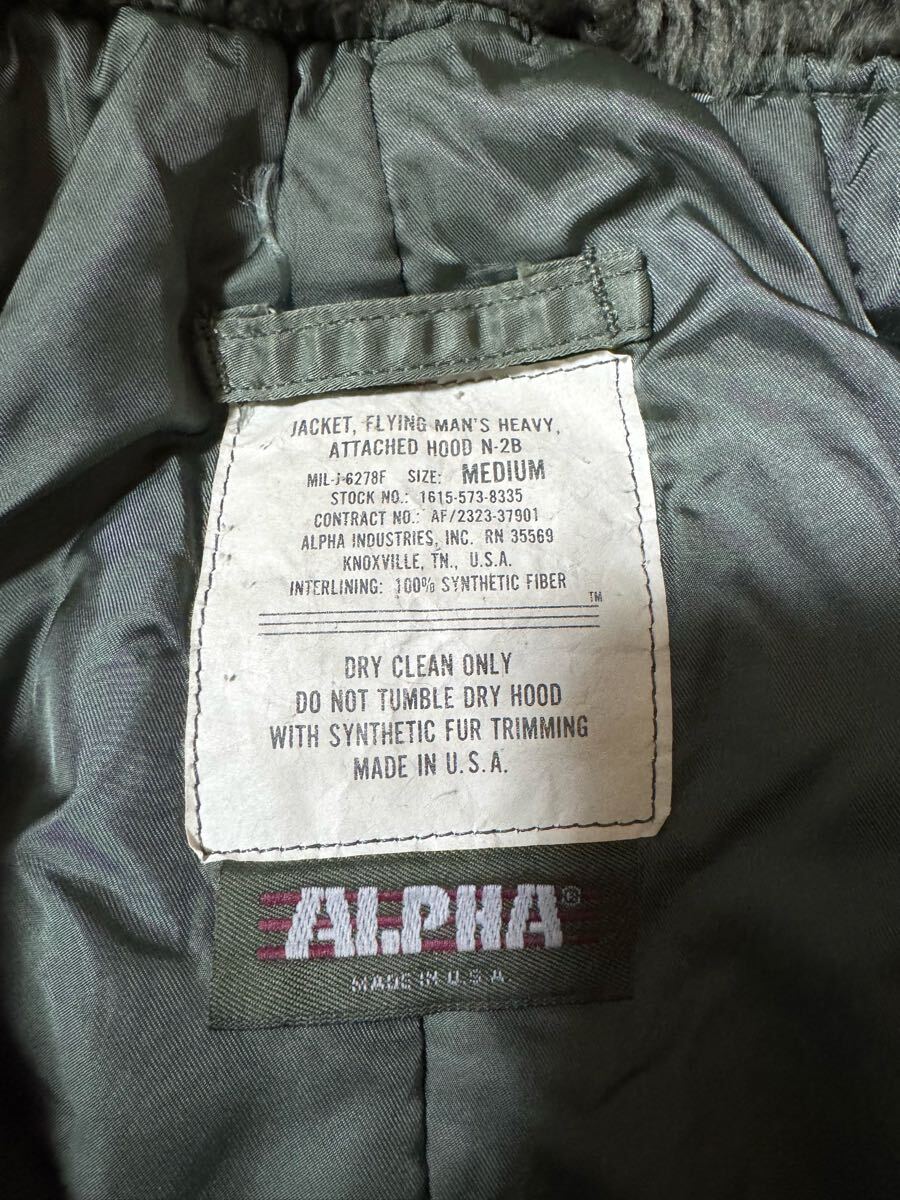 JACKET, FLYING MAN'S HEAVY,
ATTACHED HOOD N-2B
MIL-J-6278F SIZE: MEDIUM
STOCK NO.: 1615-573-8335
CONTRACT NO.: AF/2323-37901
ALPHA INDUSTRIES, INC. RN 35569
KNOXVILLE, TN., U.S.A.
INTERLINING: 100% SYNTHETIC FIBER
TM
DRY CLEAN ONLY
DO NOT TUMBLE DRY HOOD
WITH SYNTHETIC FUR TRIMMING
MADE IN U.S.A.
ALPHA®
MADE IN U.S.A.